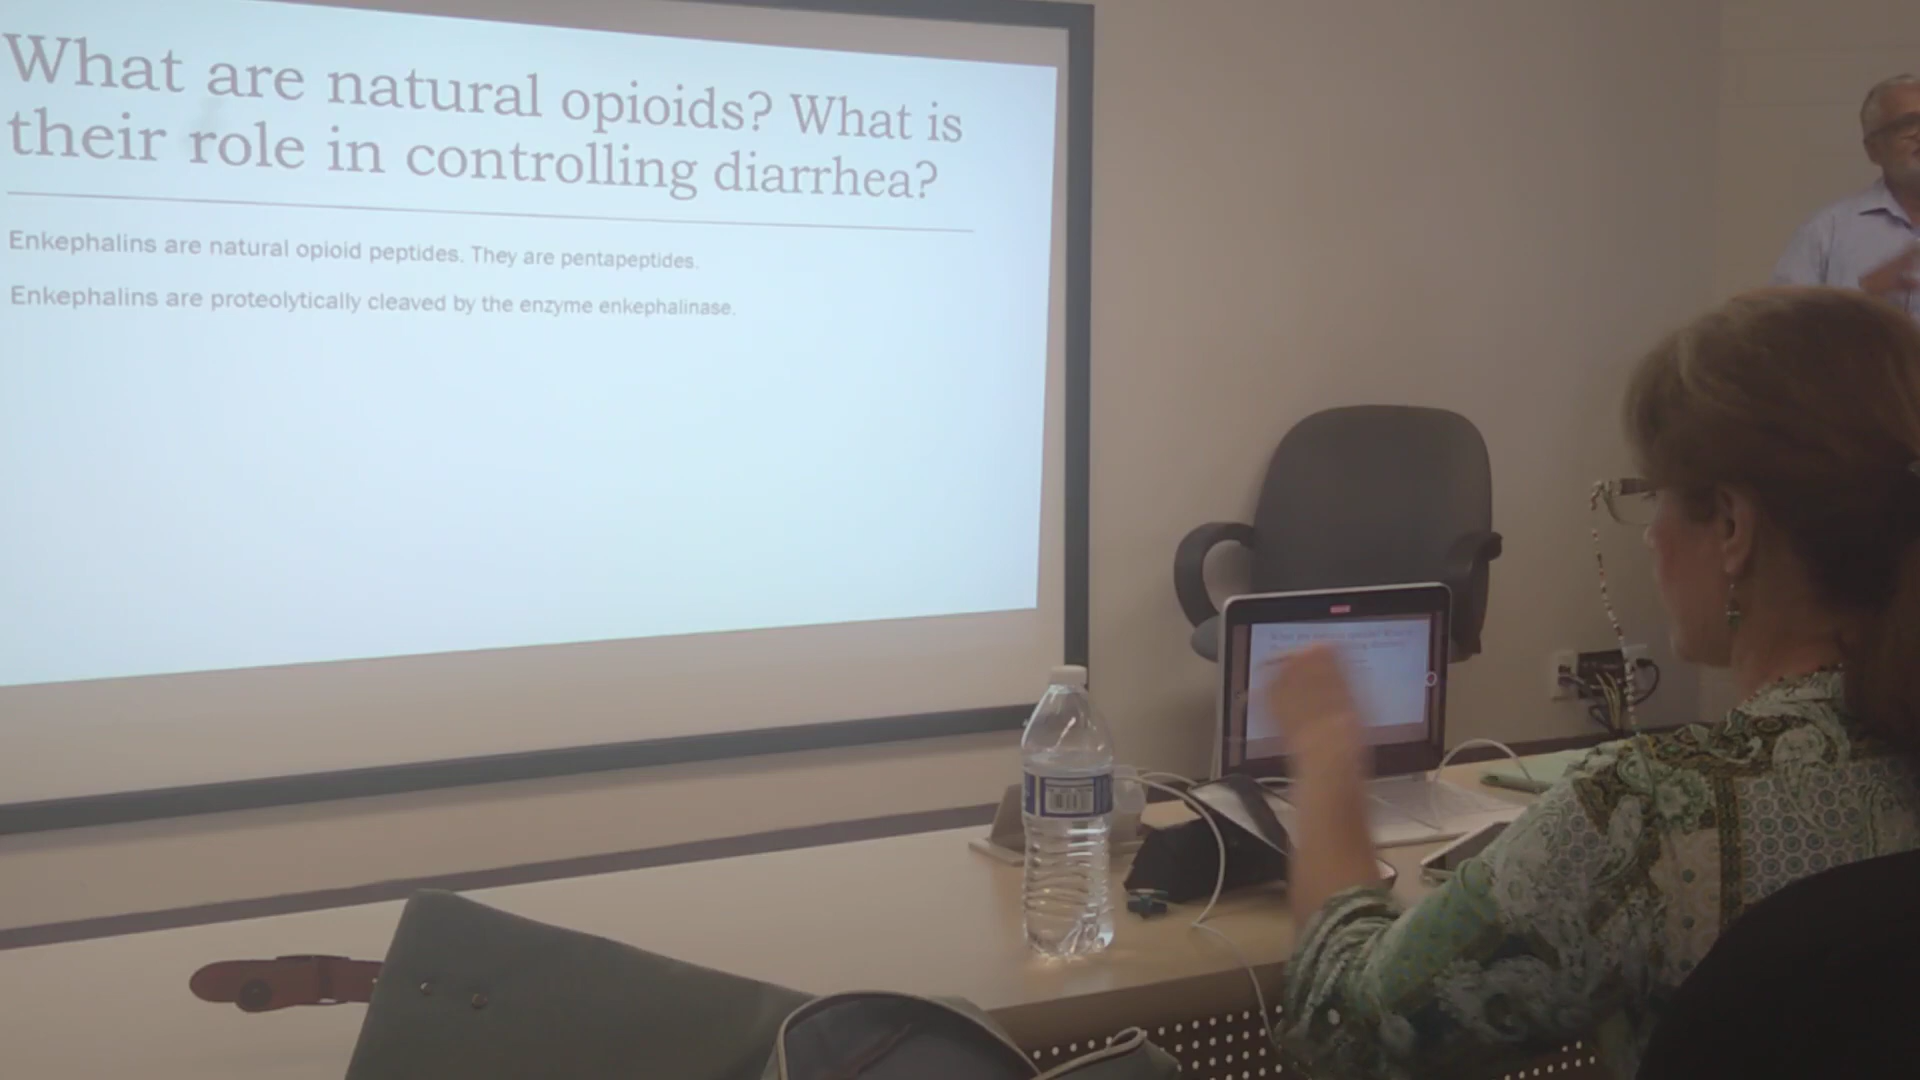 What are natural opioids? What is
their role in controlling diarrhea?
Enkephalins are natural opioid peptides. They are pentapeptides.
Enkephalins are proteolytically cleaved by the enzyme enkephalinase.